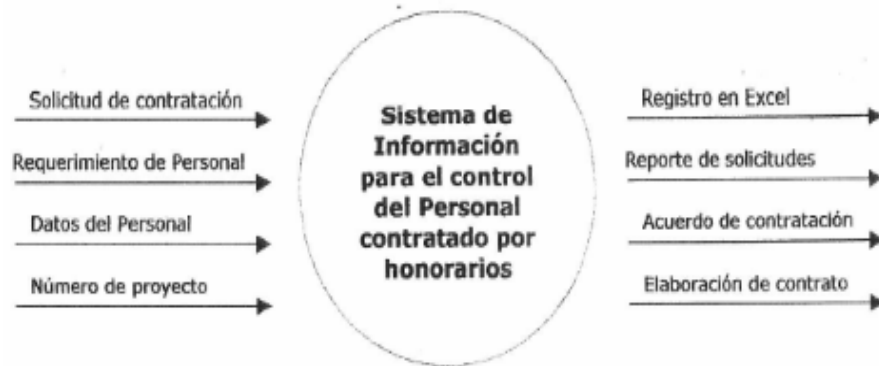 Solicitud de contratación
Requerimiento de Personal
Datos del Personal
Número de proyecto
Sistema de
Información
para el control
del Personal
contratado por
honorarios
Registro en Excel
Reporte de solicitudes
Acuerdo de contratación
Elaboración de contrato